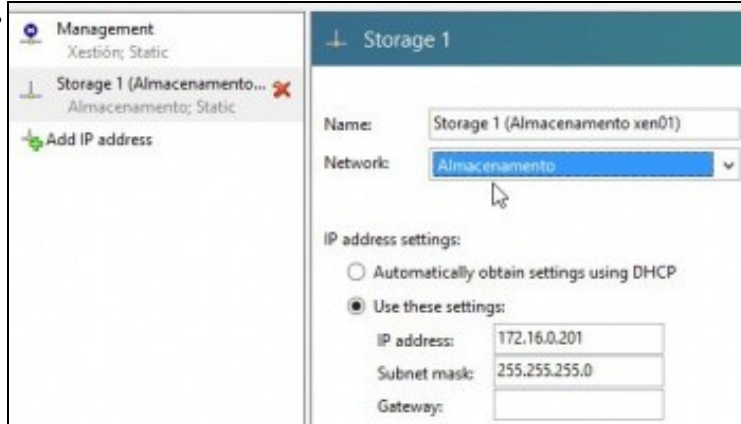 Management
Xestión; Static
Storage 1 (Almacenamento...
Almacenamento; Static
Add IP address
Storage 1
Name: Storage 1 (Almacenamento xen01)
Network: Almacenamento
IP address settings:
Automatically obtain settings using DHCP
Use these settings:
IP address: 172.16.0.201
Subnet mask: 255.255.255.0
Gateway: